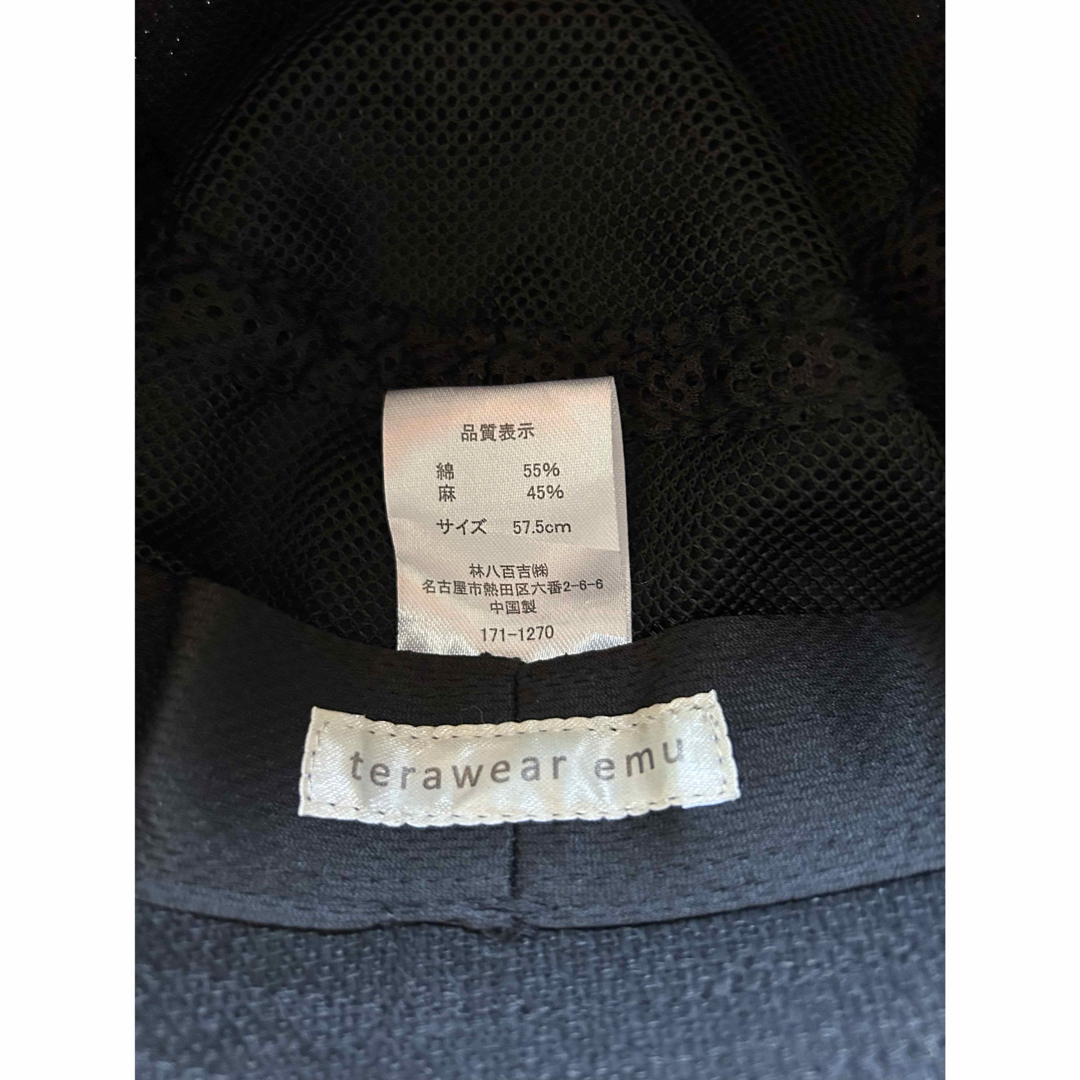 品質表示
綿 55%
麻 45%
サイズ 57.5cm
林八百吉㈱
名古屋市熱田区六番2-6-6
中国製
171-1270
terawear emu